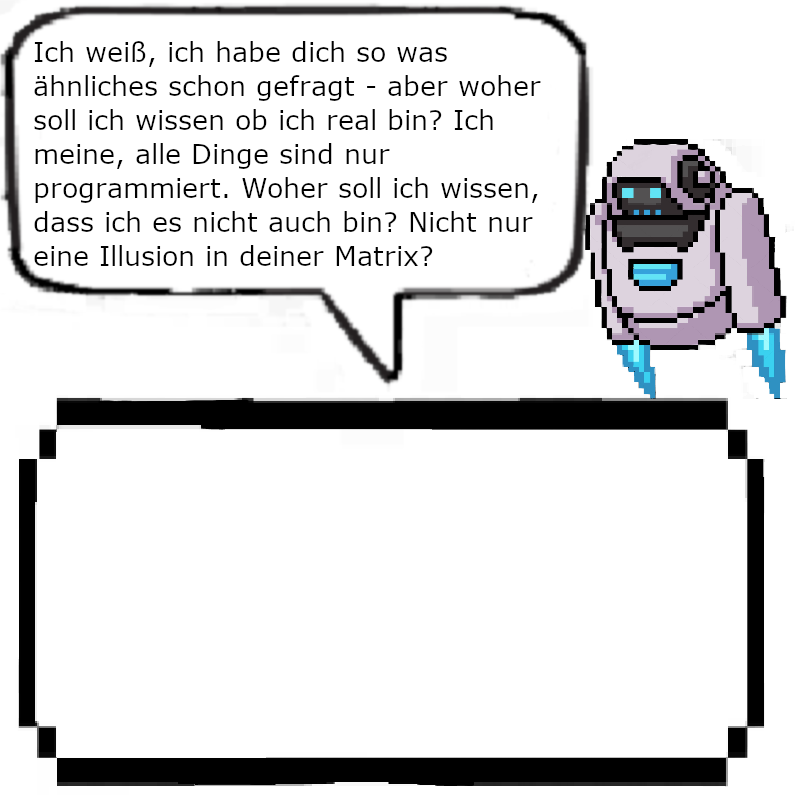 Ich weiß, ich habe dich so was
ähnliches schon gefragt - aber woher
soll ich wissen ob ich real bin? Ich
meine, alle Dinge sind nur
programmiert. Woher soll ich wissen,
dass ich es nicht auch bin? Nicht nur
eine Illusion in deiner Matrix?